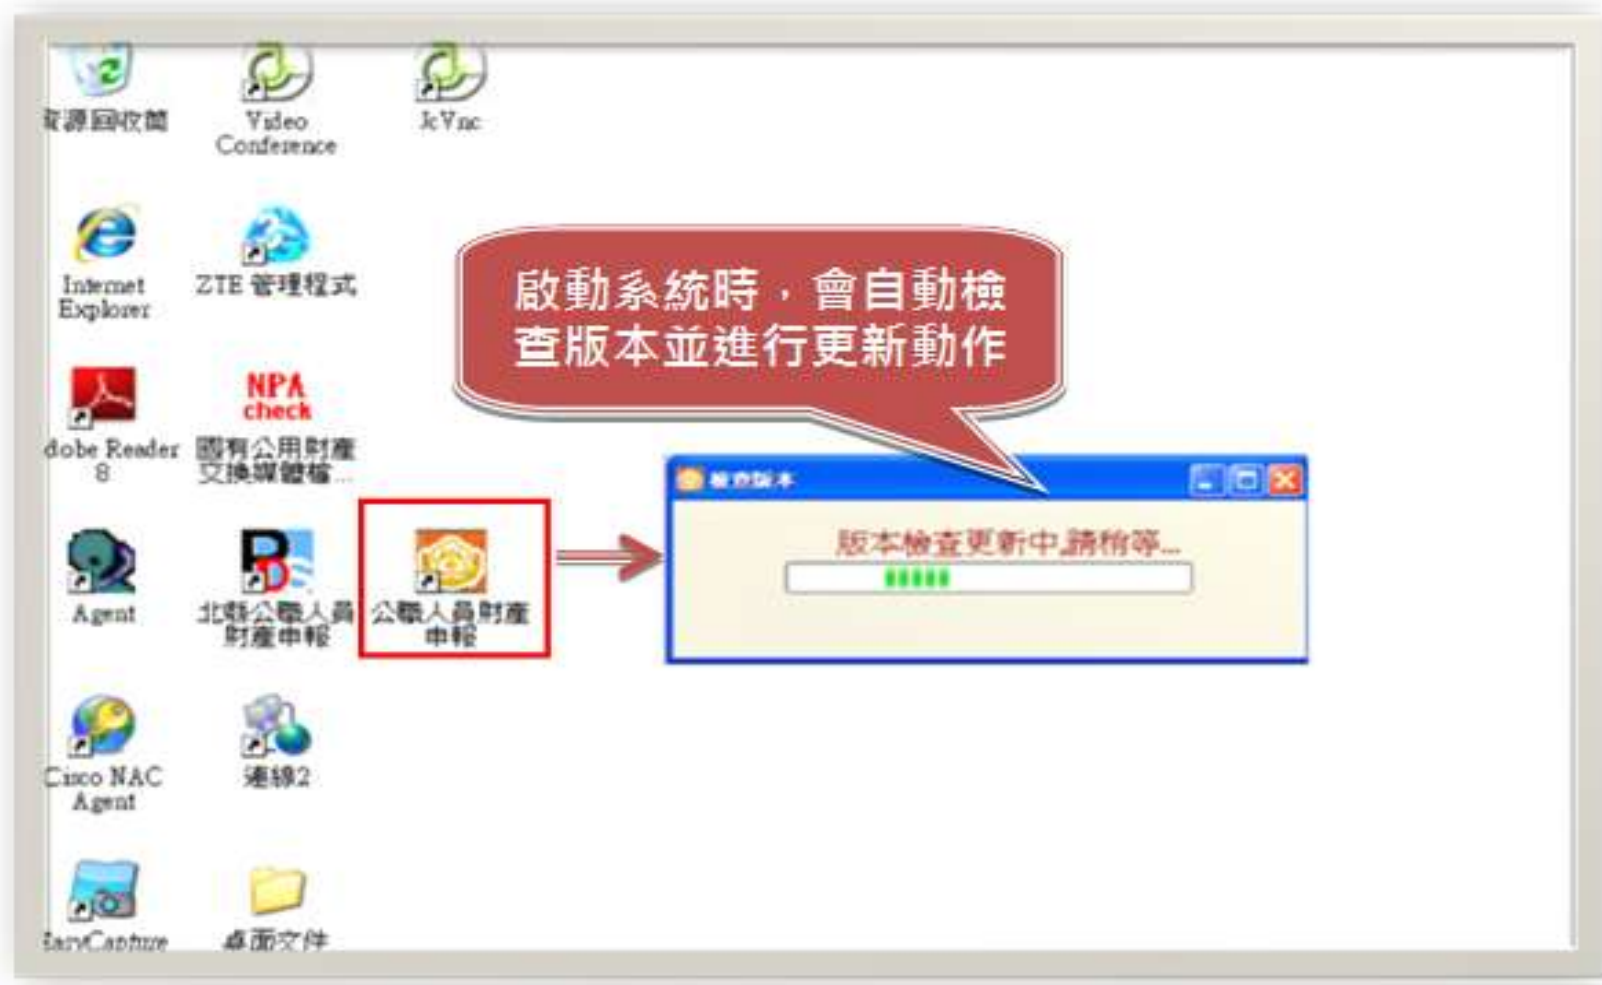 資源回收筒
Video
Conference
JcVnc
Internet
Explorer
ZTE 管理程式
啟動系統時，會自動檢
查版本並進行更新動作
dobe Reader
8
NPA
check
國有公用財產
交換媒體檔...
檢查版本
版本檢查更新中,請稍等...
Agent
北縣公職人員
財產申報
公職人員財產
申報
Cisco NAC
Agent
連線2
EasyCapture
桌面文件